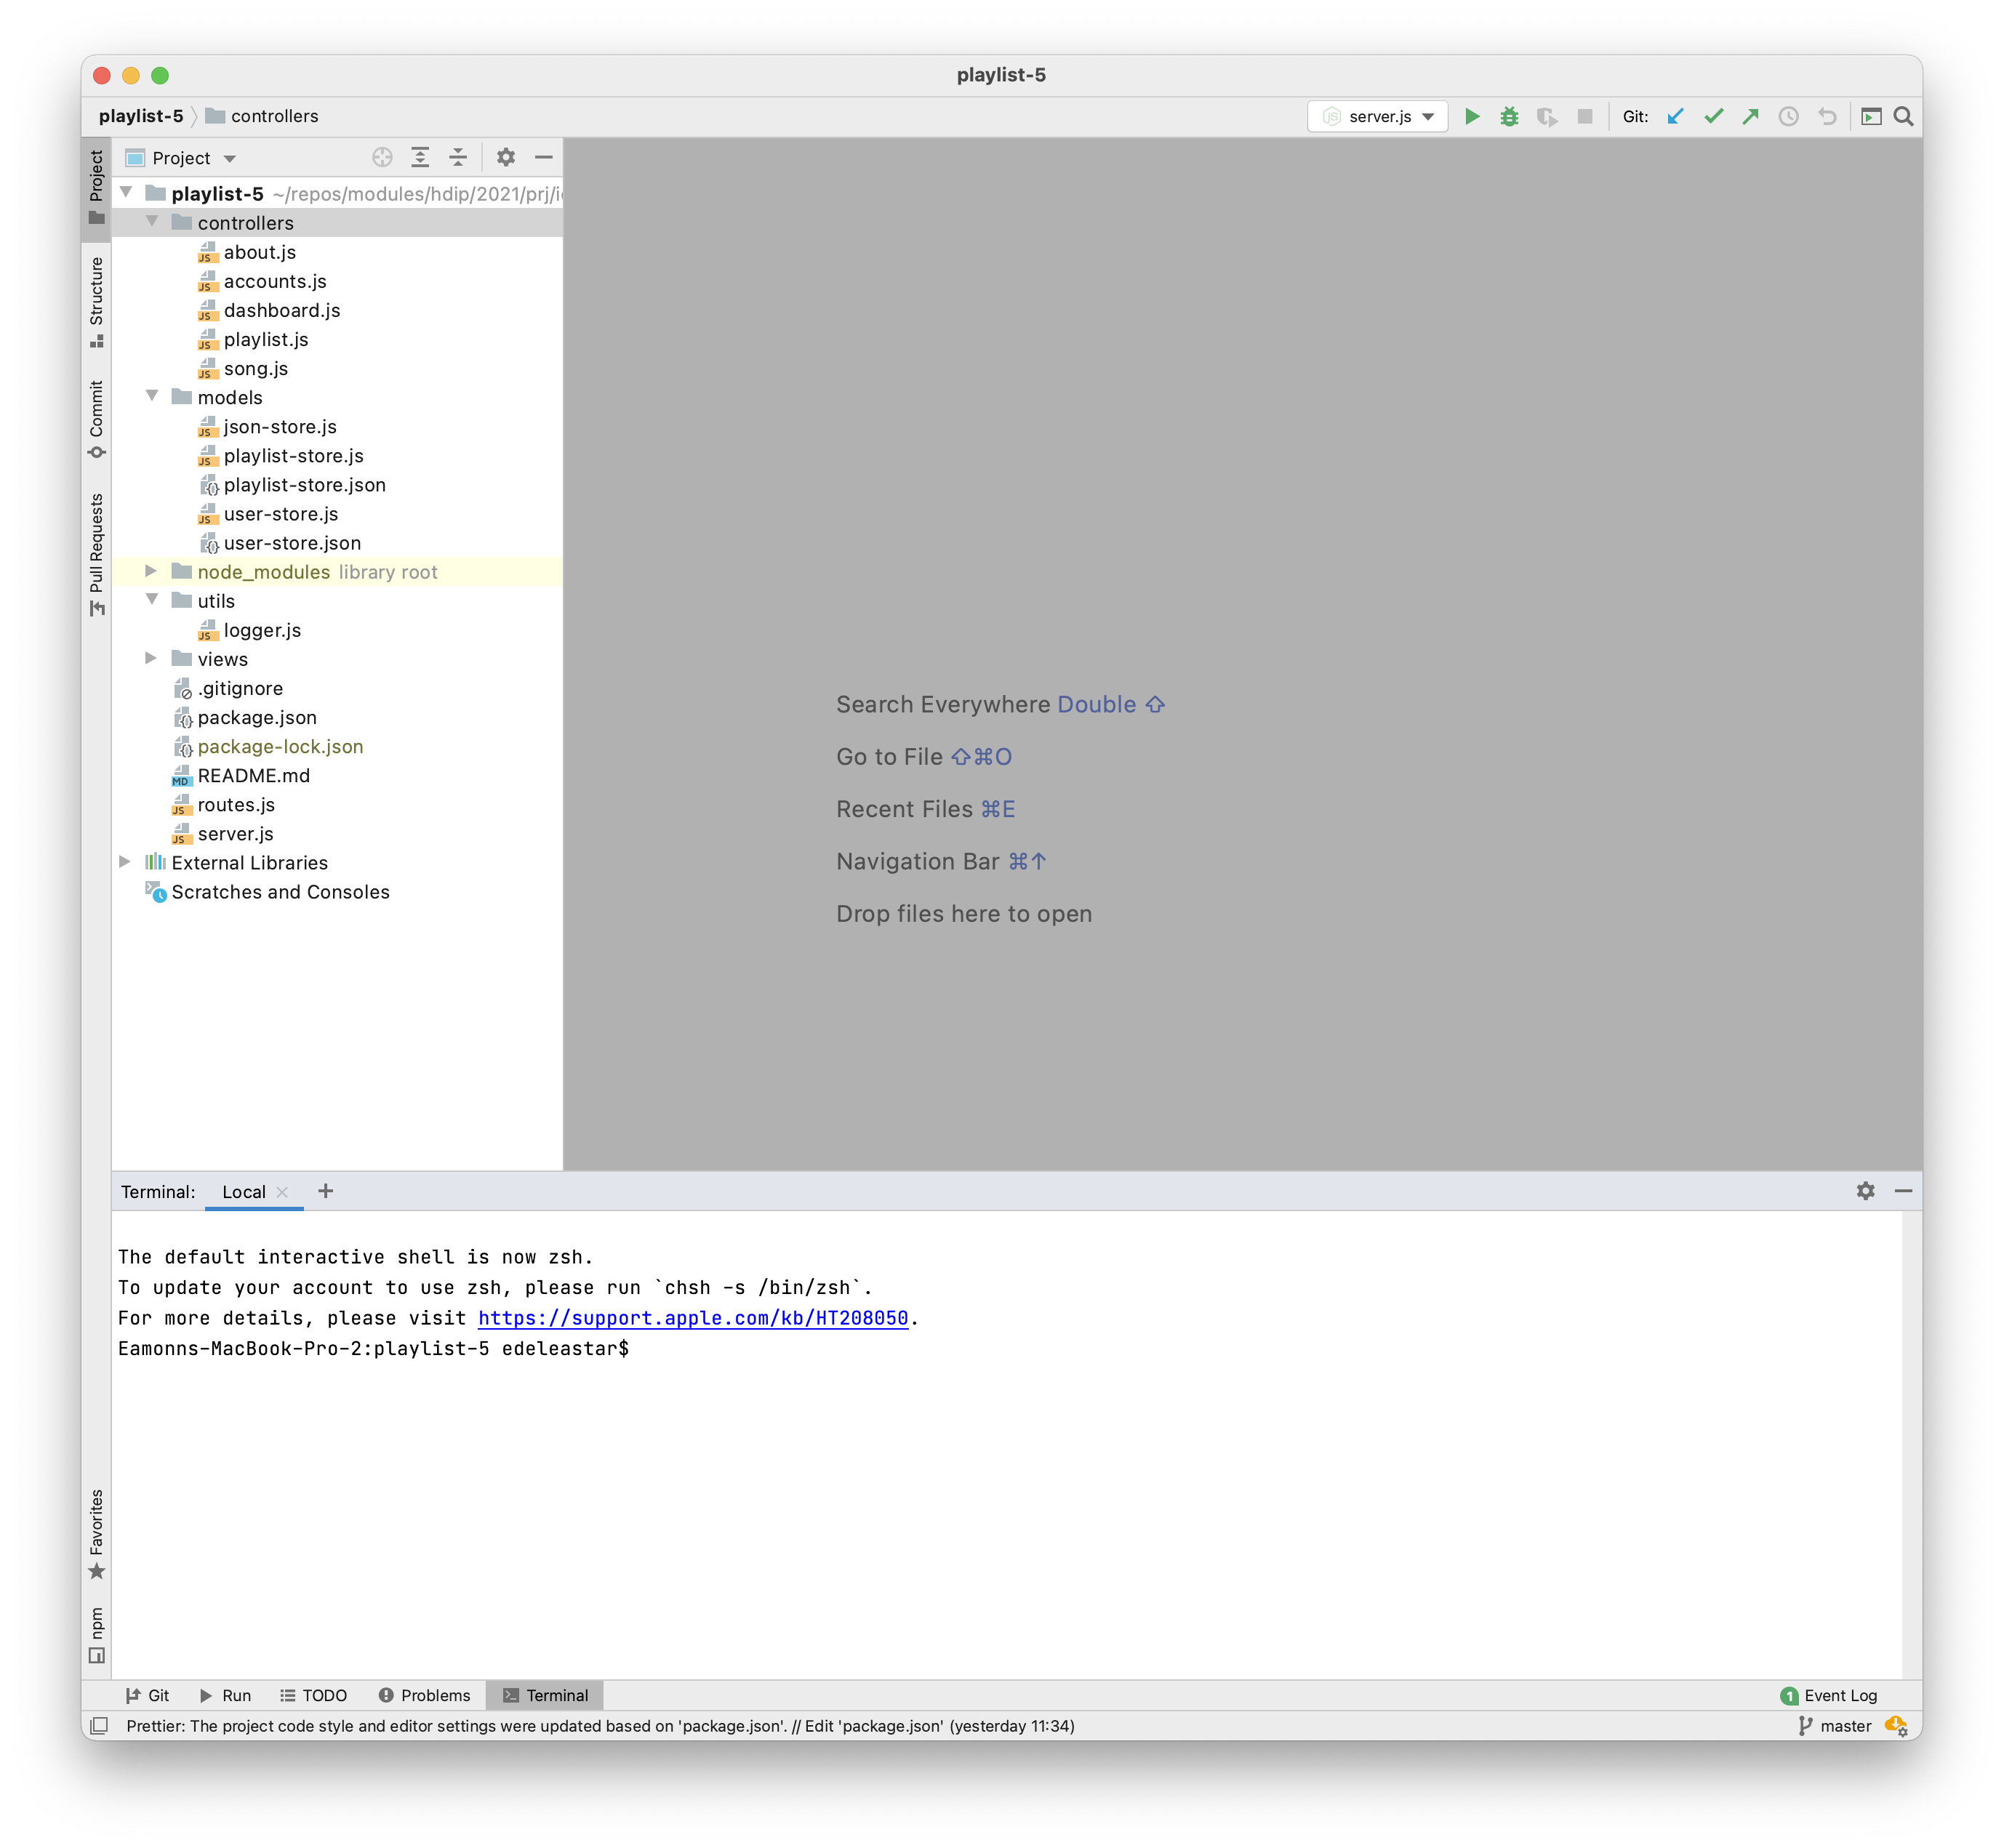 playlist-5
playlist-5 controllers
server.js Git:
Project
playlist-5 ~/repos/modules/hdip/2021/prj/i
controllers
about.js
accounts.js
dashboard.js
playlist.js
song.js
models
json-store.js
playlist-store.js
playlist-store.json
user-store.js
user-store.json
node_modules library root
utils
logger.js
views
.gitignore
package.json
package-lock.json
README.md
routes.js
server.js
External Libraries
Scratches and Consoles
Project
Structure
Commit
Pull Requests
Favorites
npm
Search Everywhere Double ⇧
Go to File ⇧⌘O
Recent Files ⌘E
Navigation Bar ⌘↑
Drop files here to open
Terminal: Local
The default interactive shell is now zsh.
To update your account to use zsh, please run `chsh -s /bin/zsh`.
For more details, please visit https://support.apple.com/kb/HT208050.
Eamonns-MacBook-Pro-2:playlist-5 edeleastar$
Git Run TODO Problems Terminal 1 Event Log
Prettier: The project code style and editor settings were updated based on 'package.json'. // Edit 'package.json' (yesterday 11:34) master